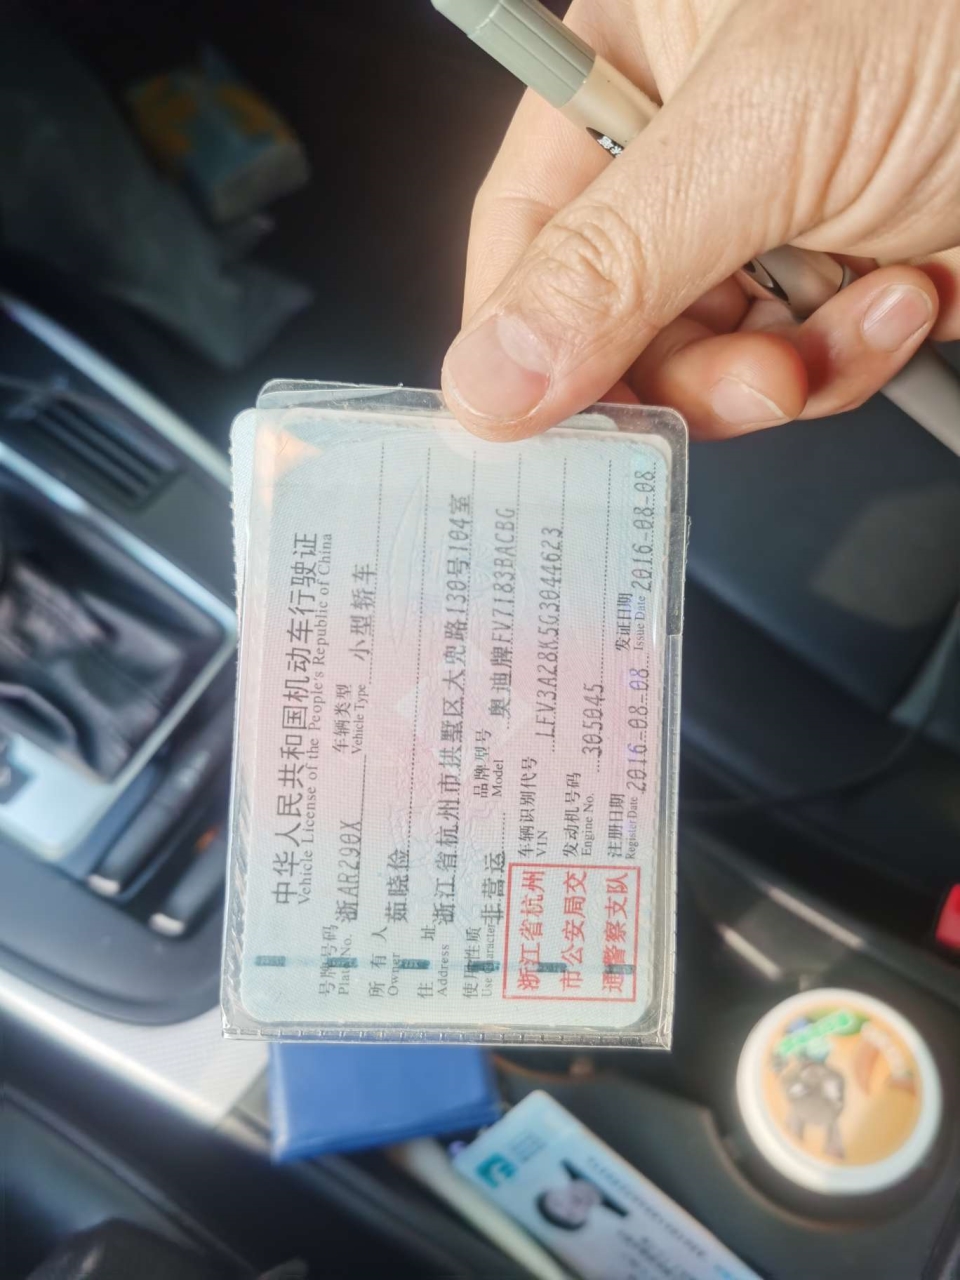 中华人民共和国机动车行驶证
Vehicle License of the People's Republic of China
号牌号码 浙AR290X 车辆类型 小型轿车
Plate No. Vehicle Type
所有人 茹晓俭
Owner
住址 浙江省杭州市拱墅区大兜路130号104室
Address
使用性质 非营运 品牌型号 奥迪牌FV7183BACBG
Use Character Model
浙江省杭州
市公安局交
通警察支队
车辆识别代号 LFV3A28K5G3044623
VIN
发动机号码 305045
Engine No.
注册日期 2016-08-08 发证日期 2016-08-08
Register Date Issue Date